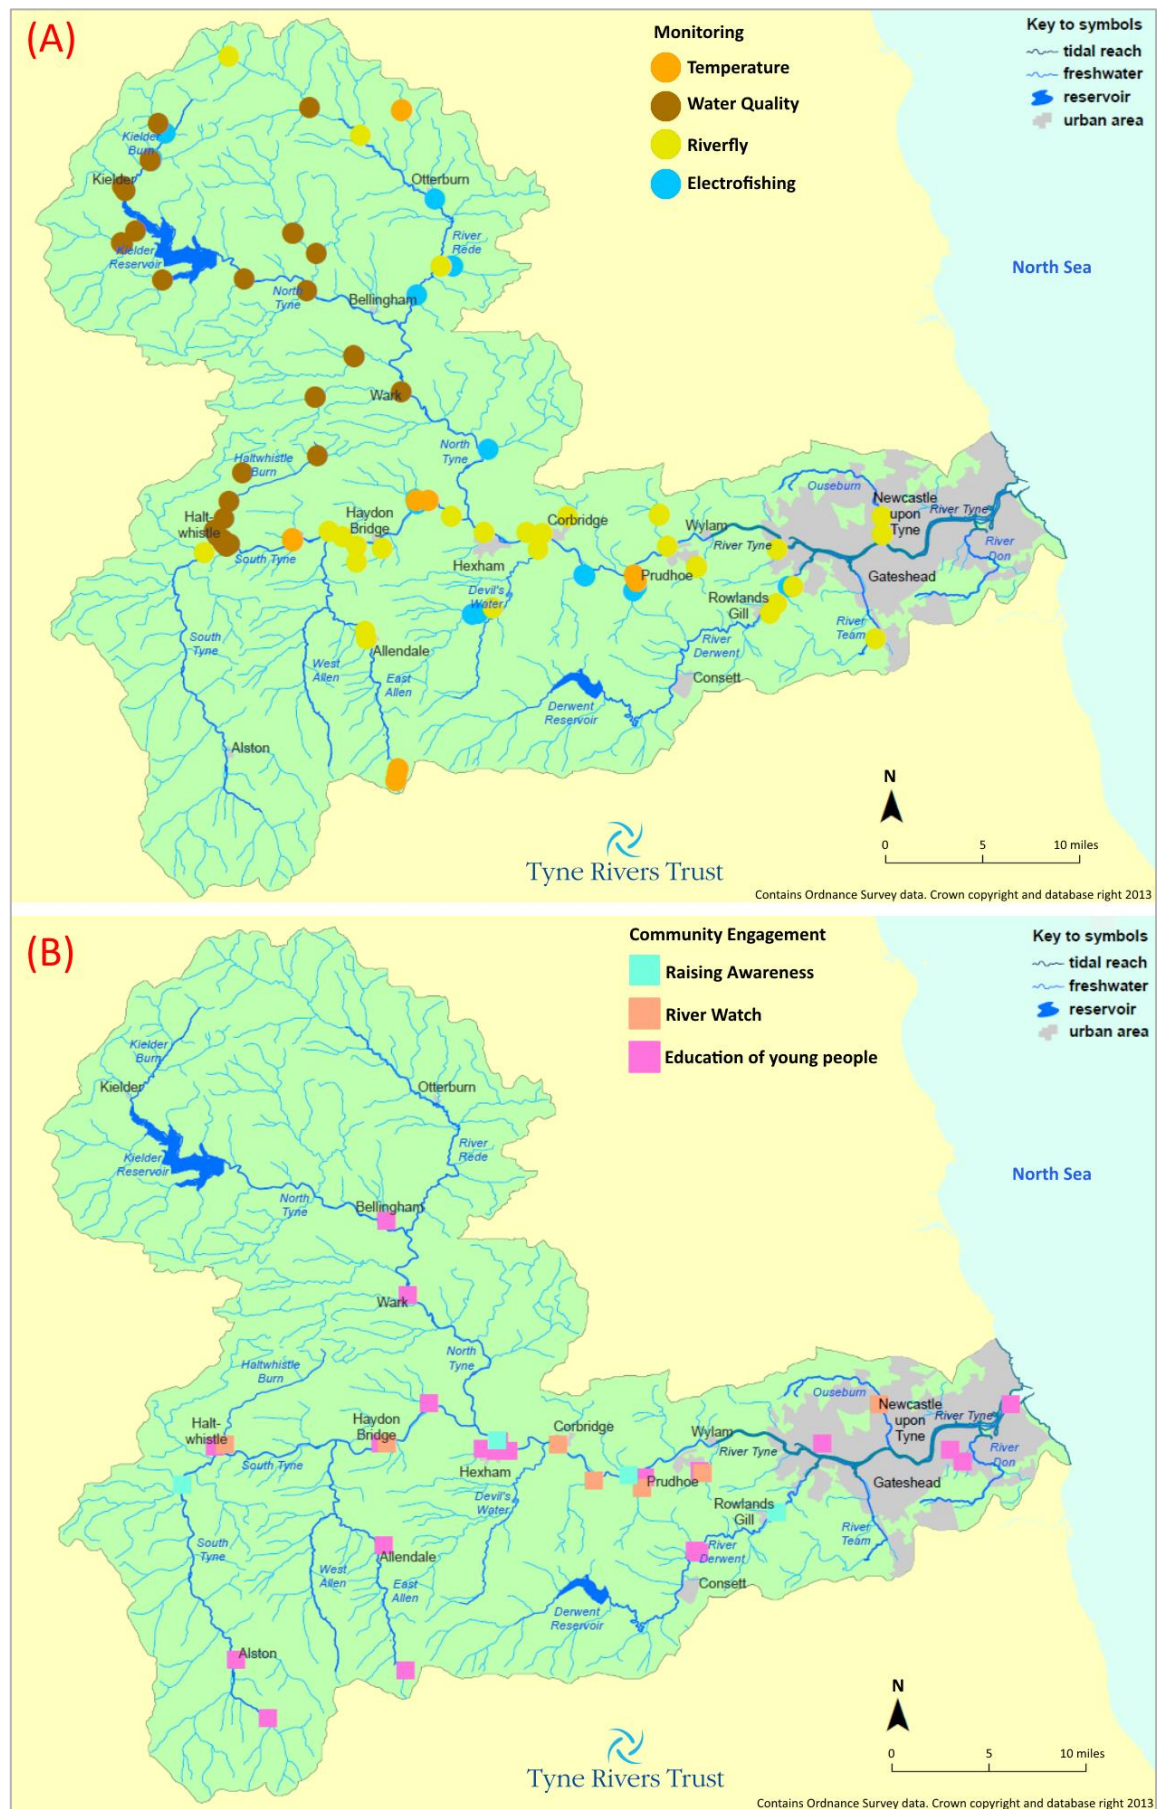 (A)
Monitoring
Temperature
Water Quality
Riverfly
Electrofishing
Key to symbols
tidal reach
freshwater
reservoir
urban area
Kielder
Burn
Kielder
Otterburn
River
Rede
Kielder
Reservoir
North
Tyne
Bellingham
North Sea
Wark
North
Tyne
Haltwhistle
Burn
Halt-
whistle
Haydon
Bridge
South Tyne
Corbridge
Hexham
Wylam
Ouseburn
Newcastle
upon
Tyne
River Tyne
River Tyne
River
Don
Gateshead
Prudhoe
Devil's
Water
Rowlands
Gill
River
Team
River
Derwent
South
Tyne
West
Allen
Allendale
East
Allen
Consett
Derwent
Reservoir
Alston
N
0 5 10 miles
Tyne Rivers Trust
Contains Ordnance Survey data. Crown copyright and database right 2013
(B)
Community Engagement
Raising Awareness
River Watch
Education of young people
Key to symbols
tidal reach
freshwater
reservoir
urban area
Kielder
Burn
Kielder
Otterburn
River
Rede
Kielder
Reservoir
North
Tyne
Bellingham
North Sea
Wark
North
Tyne
Haltwhistle
Burn
Halt-
whistle
Haydon
Bridge
South Tyne
Corbridge
Hexham
Wylam
Ouseburn
Newcastle
upon
Tyne
River Tyne
River Tyne
River
Don
Gateshead
Prudhoe
Devil's
Water
Rowlands
Gill
River
Team
River
Derwent
South
Tyne
West
Allen
Allendale
East
Allen
Consett
Derwent
Reservoir
Alston
N
0 5 10 miles
Tyne Rivers Trust
Contains Ordnance Survey data. Crown copyright and database right 2013